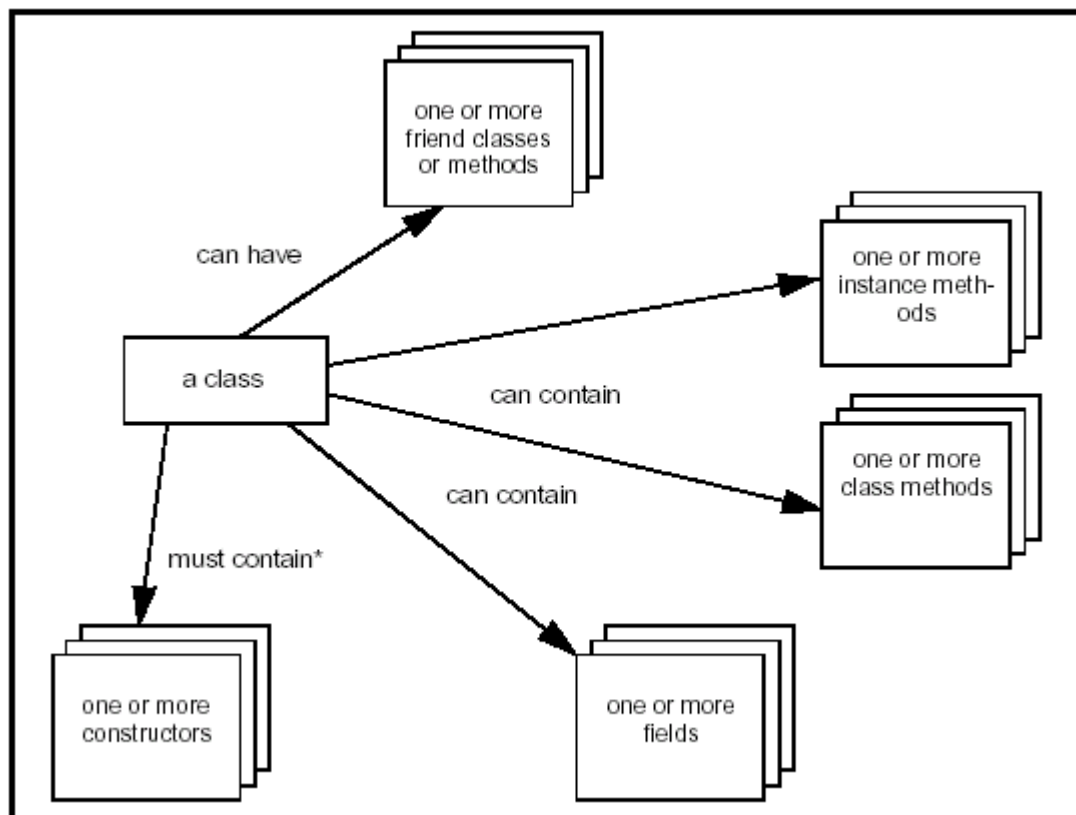 one or more
friend classes
or methods
can have
one or more
instance meth-
ods
a class
can contain
one or more
class methods
can contain
must contain*
one or more
constructors
one or more
fields